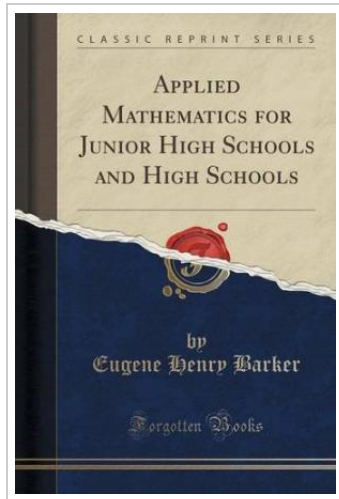 CLASSIC REPRINT SERIES
APPLIED
MATHEMATICS FOR
JUNIOR HIGH SCHOOLS
AND HIGH SCHOOLS
by
Eugene Henry Barker
Forgotten Books